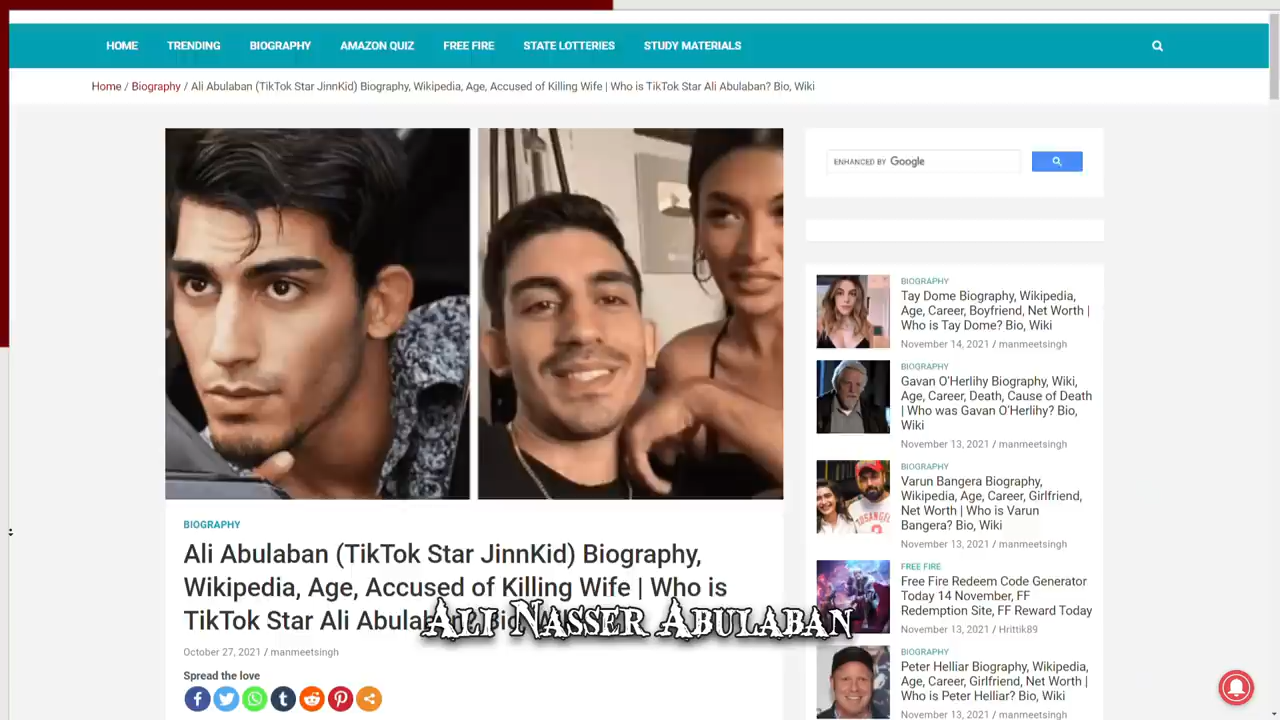 HOME TRENDING BIOGRAPHY AMAZON QUIZ FREE FIRE STATE LOTTERIES STUDY MATERIALS
Home / Biography / Ali Abulaban (TikTok Star JinnKid) Biography, Wikipedia, Age, Accused of Killing Wife | Who is TikTok Star Ali Abulaban? Bio, Wiki
BIOGRAPHY
Ali Abulaban (TikTok Star JinnKid) Biography,
Wikipedia, Age, Accused of Killing Wife | Who is
TikTok Star Ali Abulaban? Bio,
Ali Nasser Abulaban
October 27, 2021 / manmeetsingh
Spread the love
ENHANCED BY Google
BIOGRAPHY
Tay Dome Biography, Wikipedia,
Age, Career, Boyfriend, Net Worth |
Who is Tay Dome? Bio, Wiki
November 14, 2021 / manmeetsingh
BIOGRAPHY
Gavan O'Herlihy Biography, Wiki,
Age, Career, Death, Cause of Death
| Who was Gavan O'Herlihy? Bio,
Wiki
November 13, 2021 / manmeetsingh
BIOGRAPHY
Varun Bangera Biography,
Wikipedia, Age, Career, Girlfriend,
Net Worth | Who is Varun
Bangera? Bio, Wiki
November 13, 2021 / manmeetsingh
FREE FIRE
Free Fire Redeem Code Generator
Today 14 November, FF
Redemption Site, FF Reward Today
November 13, 2021 / Hrittik89
BIOGRAPHY
Peter Helliar Biography, Wikipedia,
Age, Career, Girlfriend, Net Worth |
Who is Peter Helliar? Bio, Wiki
November 13, 2021 / manmeetsingh